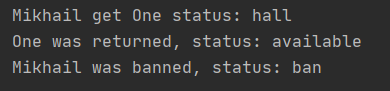 Mikhail get One status: hall
One was returned, status: available
Mikhail was banned, status: ban